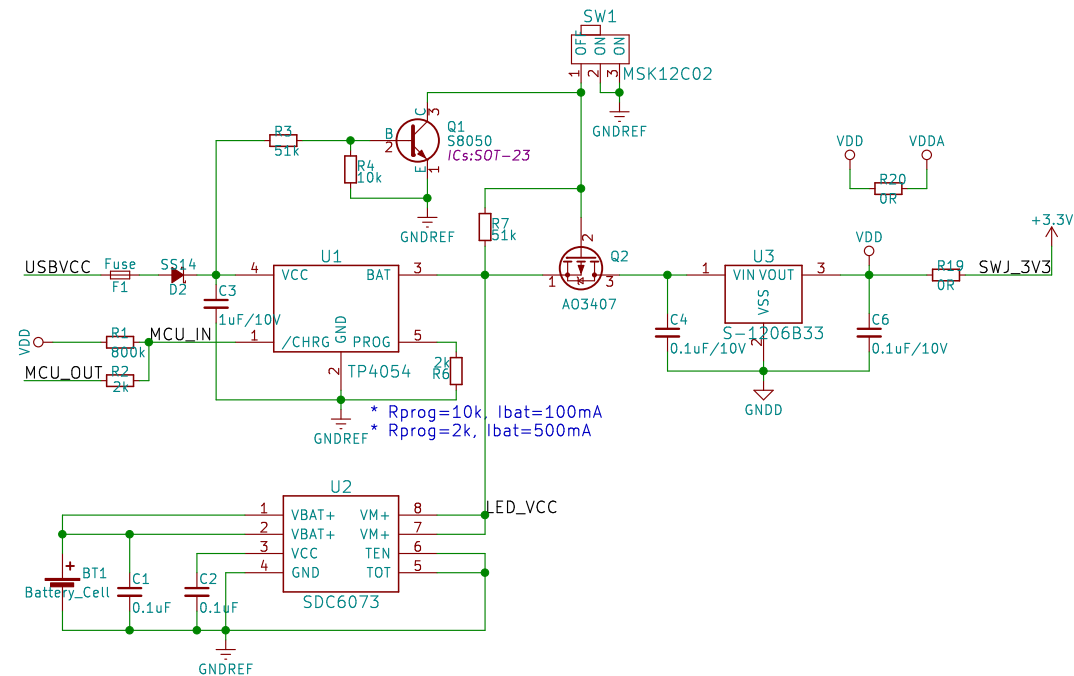 SW1
OFF ON ON
1 2 3
MSK12C02
GNDREF
R3
51k
B
2
C
3
Q1
S8050
ICs:SOT-23
E
1
R4
10k
GNDREF
VDD
VDDA
R20
0R
R7
51k
2
Q2
1
3
AO3407
+3.3V
VDD
USBVCC
Fuse
F1
SS14
D2
C3
1uF/10V
U1
4
VCC
BAT
3
1
/CHRG
GND
PROG
5
2
TP4054
2k
R6
GNDREF
VDD
R1
800k
MCU_IN
MCU_OUT
R2
2k
* Rprog=10k, Ibat=100mA
* Rprog=2k, Ibat=500mA
U3
1
VIN
VOUT
3
VSS
2
S-1206B33
C4
0.1uF/10V
C6
0.1uF/10V
GNDD
R19
0R
SWJ_3V3
U2
LED_VCC
1 VBAT+ VM+ 8
2 VBAT+ VM+ 7
3 VCC TEN 6
4 GND TOT 5
SDC6073
+
BT1
Battery_Cell
C1
0.1uF
C2
0.1uF
GNDREF